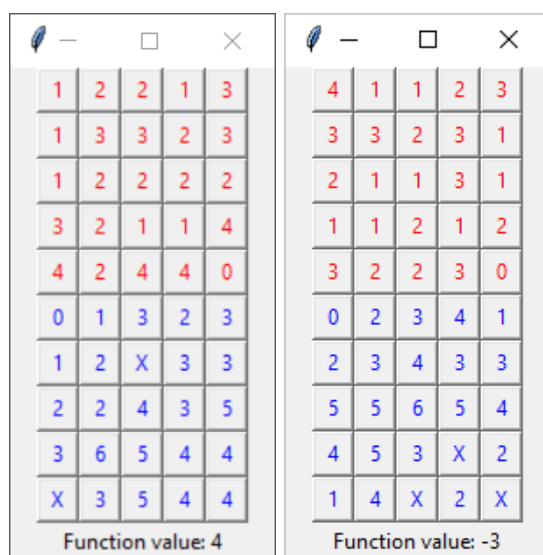 1 2 2 1 3
1 3 3 2 3
1 2 2 2 2
3 2 1 1 4
4 2 4 4 0
0 1 3 2 3
1 2 X 3 3
2 2 4 3 5
3 6 5 4 4
X 3 5 4 4
Function value: 4
4 1 1 2 3
3 3 2 3 1
2 1 1 3 1
1 1 2 1 2
3 2 2 3 0
0 2 3 4 1
2 3 4 3 3
5 5 6 5 4
4 5 3 X 2
1 4 X 2 X
Function value: -3